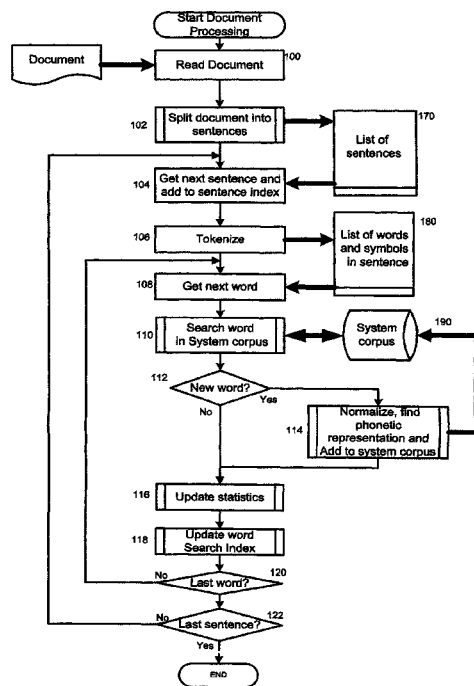 Start Document
Processing
Document
100
Read Document
102
Split document into
sentences
170
List of
sentences
104
Get next sentence and
add to sentence index
106
Tokenize
180
List of words
and symbols
in sentence
108
Get next word
110
Search word
in System corpus
System
corpus
190
112
New word?
Yes
No
114
Normalize, find
phonetic
representation and
Add to system corpus
116
Update statistics
118
Update word
Search Index
No
Last word?
120
No
Last sentence?
122
Yes
END